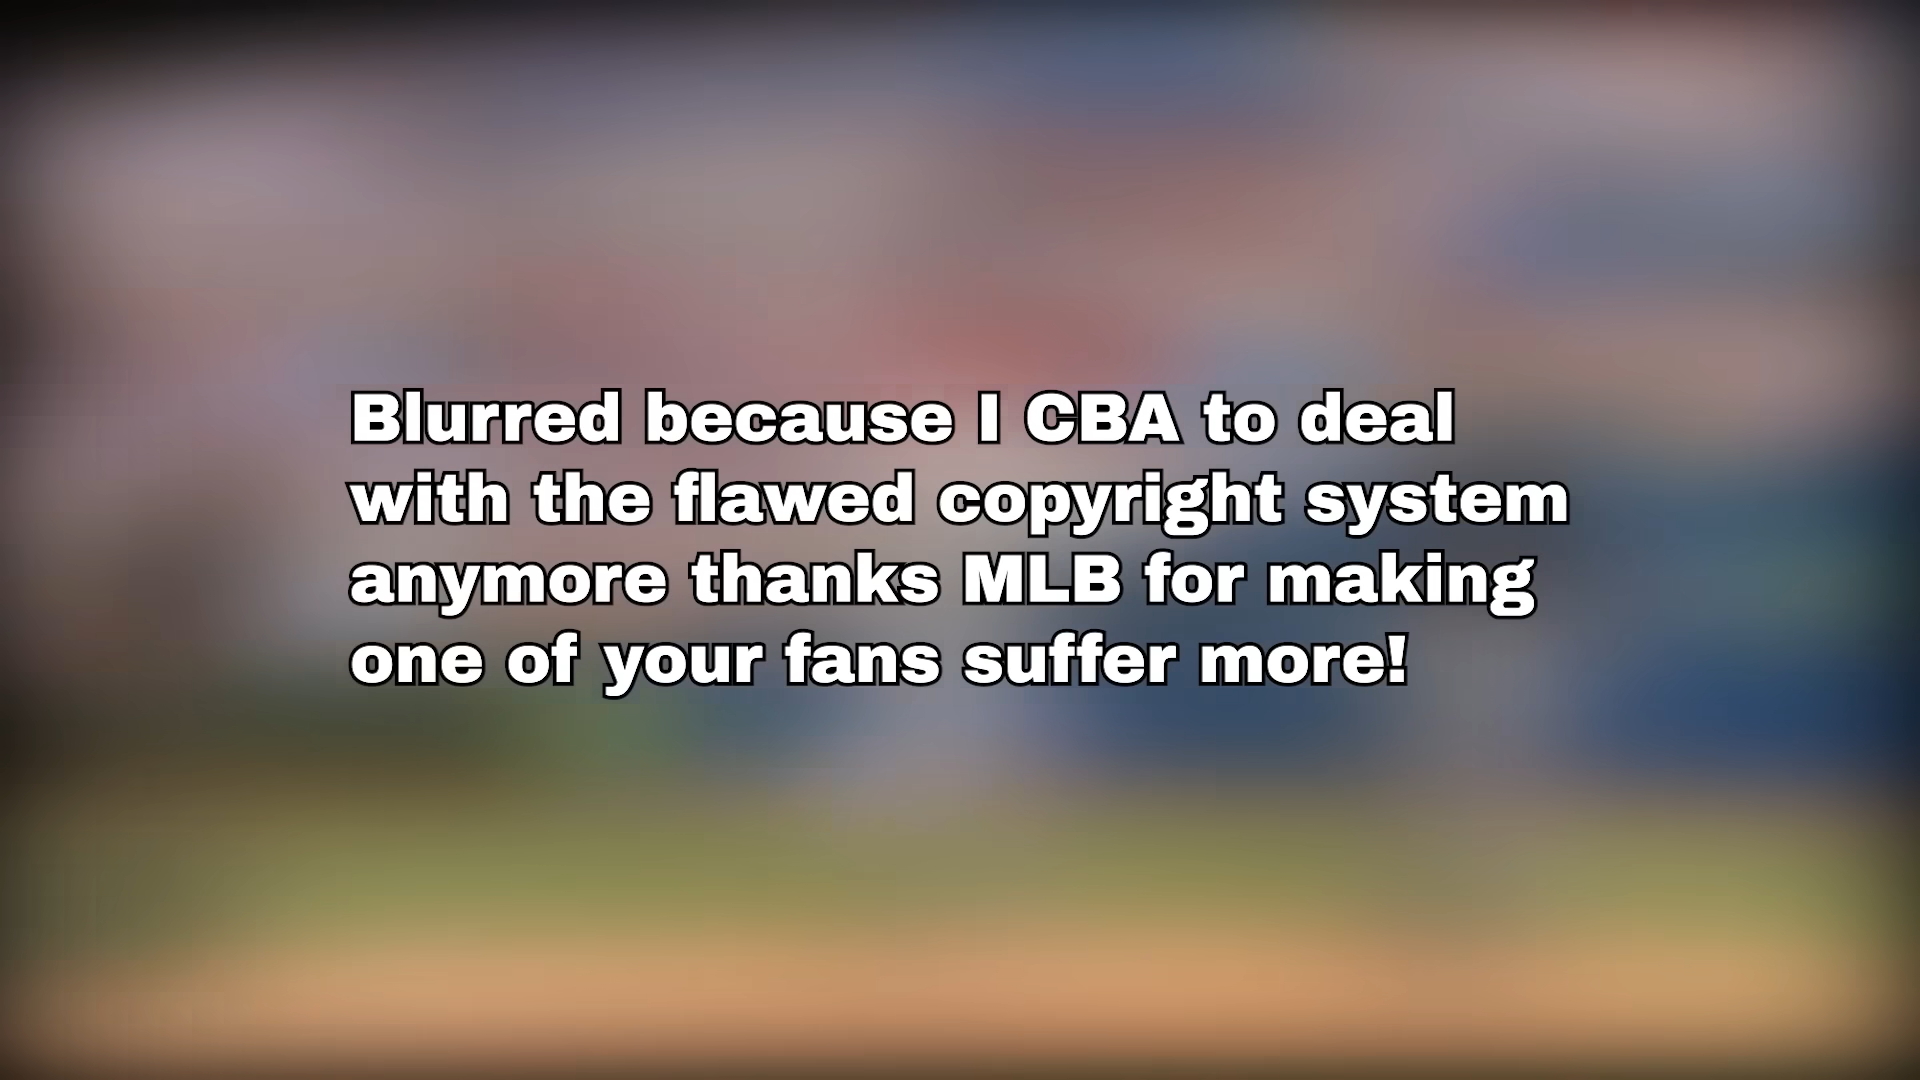 Blurred because I CBA to deal
with the flawed copyright system
anymore thanks MLB for making
one of your fans suffer more!